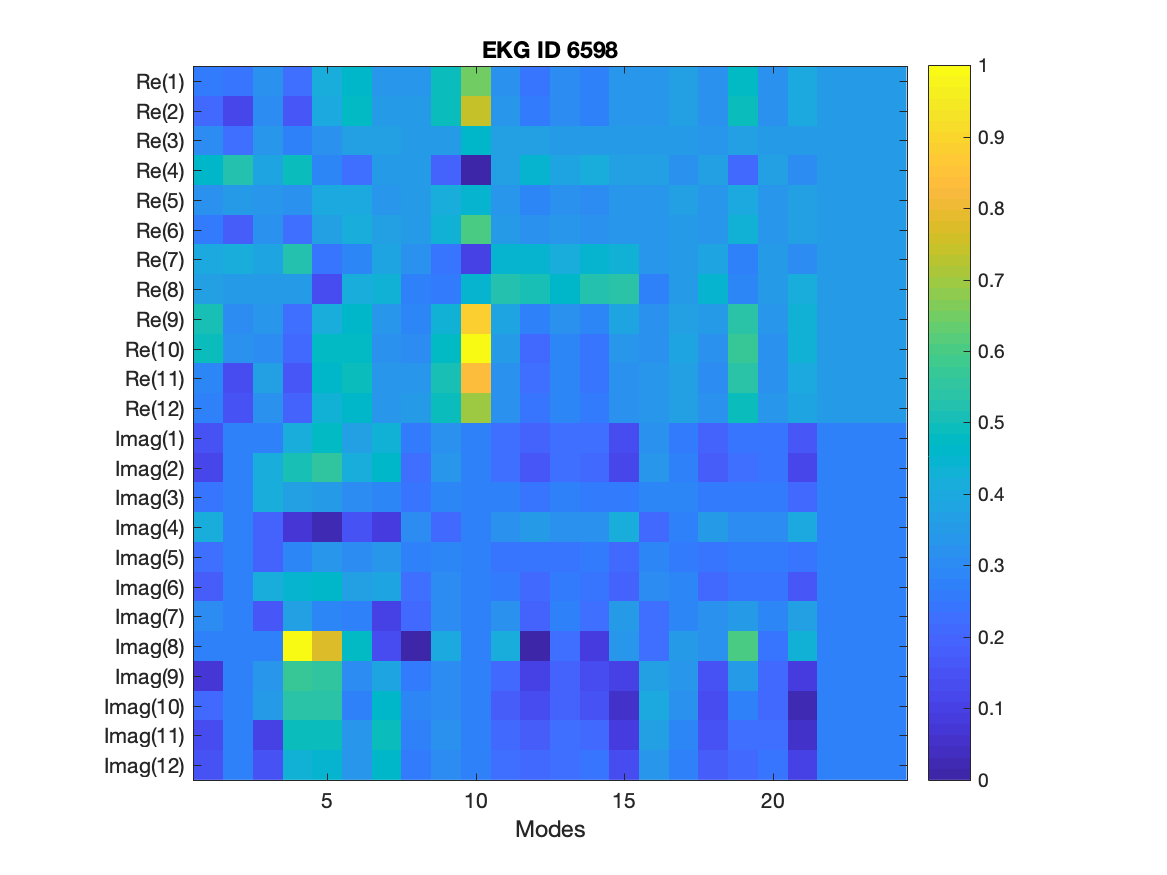 EKG ID 6598
Re(1)
Re(2)
Re(3)
Re(4)
Re(5)
Re(6)
Re(7)
Re(8)
Re(9)
Re(10)
Re(11)
Re(12)
Imag(1)
Imag(2)
Imag(3)
Imag(4)
Imag(5)
Imag(6)
Imag(7)
Imag(8)
Imag(9)
Imag(10)
Imag(11)
Imag(12)
5 10 15 20
Modes
1
0.9
0.8
0.7
0.6
0.5
0.4
0.3
0.2
0.1
0